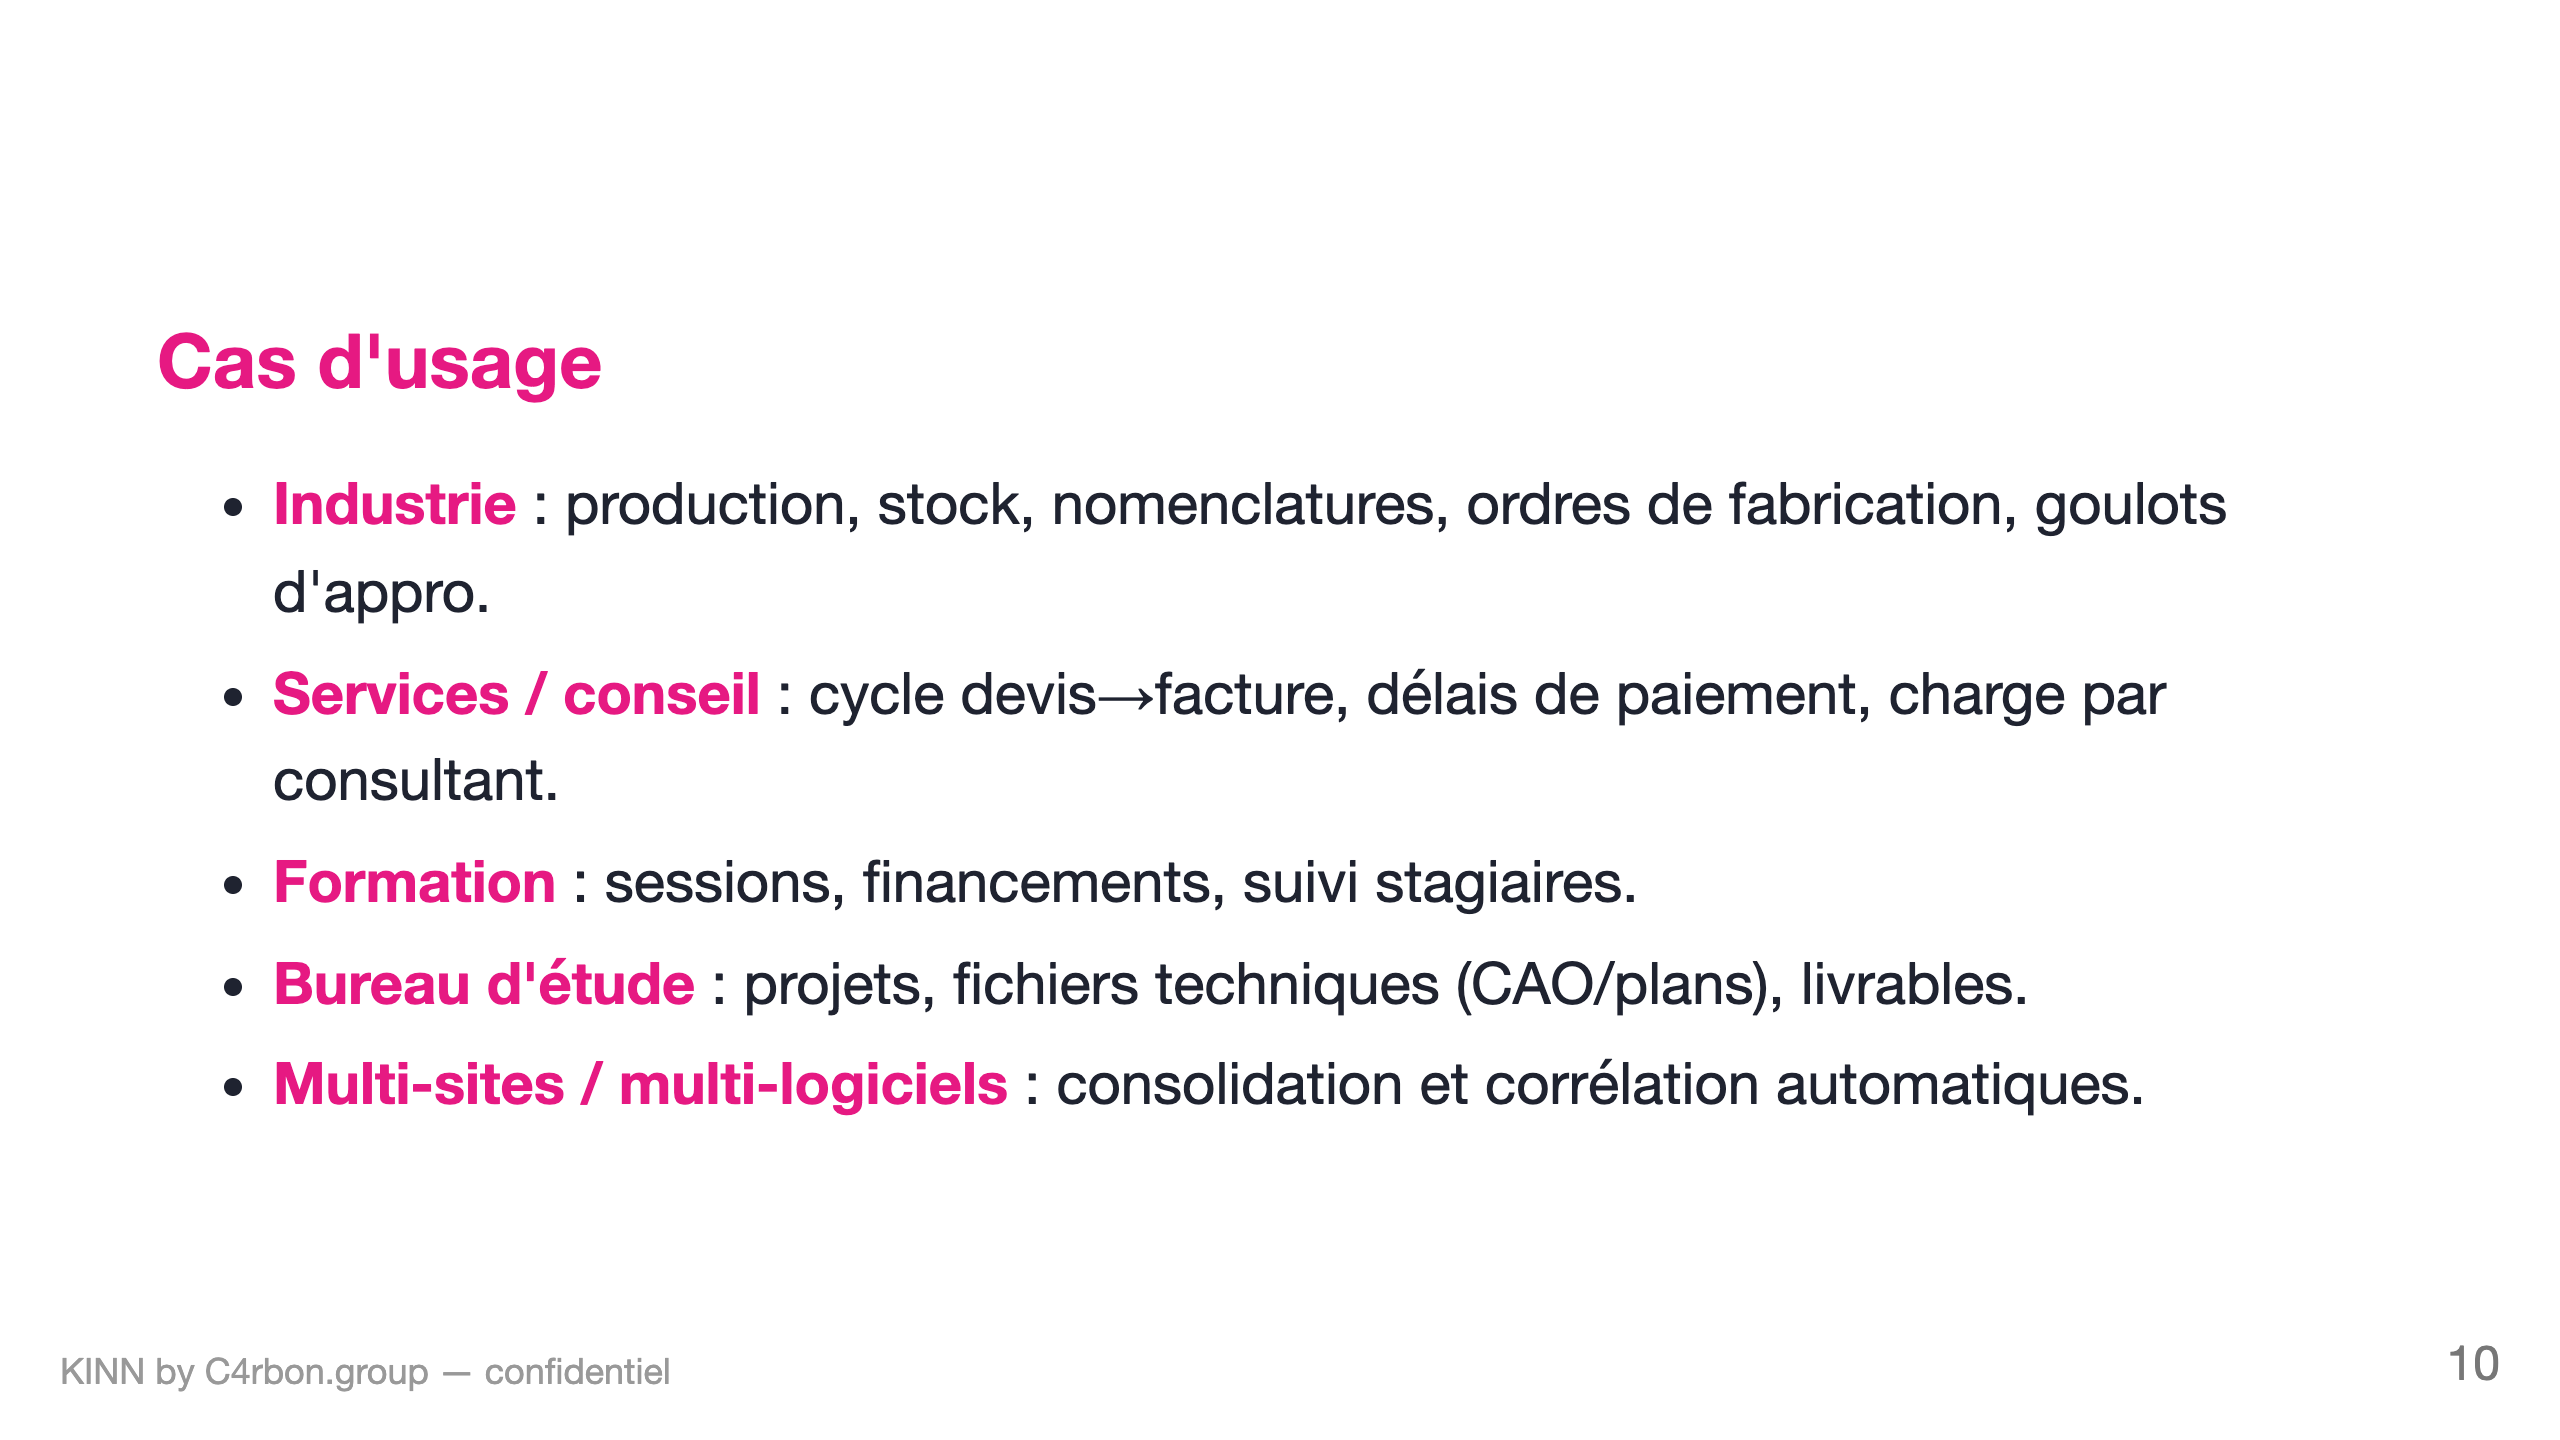 Cas d'usage
• Industrie : production, stock, nomenclatures, ordres de fabrication, goulots
d'appro.
• Services / conseil : cycle devis→facture, délais de paiement, charge par
consultant.
• Formation : sessions, financements, suivi stagiaires.
• Bureau d'étude : projets, fichiers techniques (CAO/plans), livrables.
• Multi-sites / multi-logiciels : consolidation et corrélation automatiques.
KINN by C4rbon.group — confidentiel
10